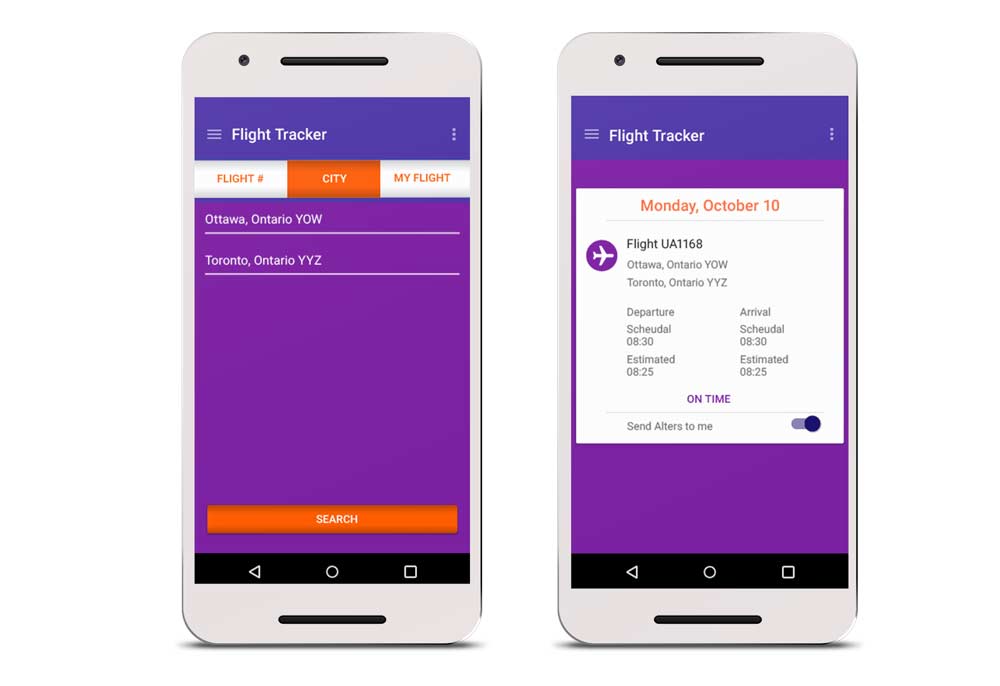 Flight Tracker
FLIGHT # CITY MY FLIGHT
Ottawa, Ontario YOW
Toronto, Ontario YYZ
SEARCH
Flight Tracker
Monday, October 10
Flight UA1168
Ottawa, Ontario YOW
Toronto, Ontario YYZ
Departure Arrival
Scheudal Scheudal
08:30 08:30
Estimated Estimated
08:25 08:25
ON TIME
Send Alters to me